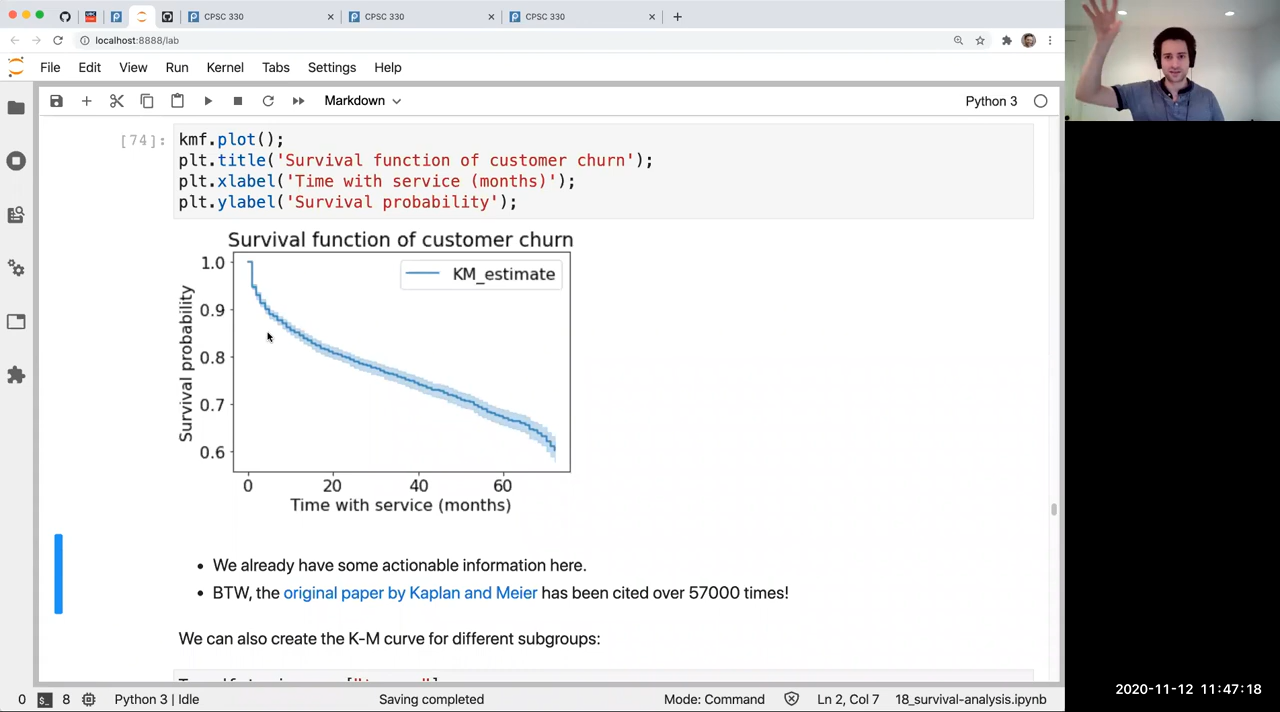 CPSC 330
CPSC 330
CPSC 330
localhost:8888/lab
File Edit View Run Kernel Tabs Settings Help
Markdown
Python 3
[74]:
kmf.plot();
plt.title('Survival function of customer churn');
plt.xlabel('Time with service (months)');
plt.ylabel('Survival probability');
Survival function of customer churn
KM_estimate
1.0
0.9
0.8
0.7
0.6
Survival probability
0 20 40 60
Time with service (months)
• We already have some actionable information here.
• BTW, the original paper by Kaplan and Meier has been cited over 57000 times!
We can also create the K-M curve for different subgroups:
0 8 Python 3 | Idle Saving completed Mode: Command Ln 2, Col 7 18_survival-analysis.ipynb
2020-11-12 11:47:18